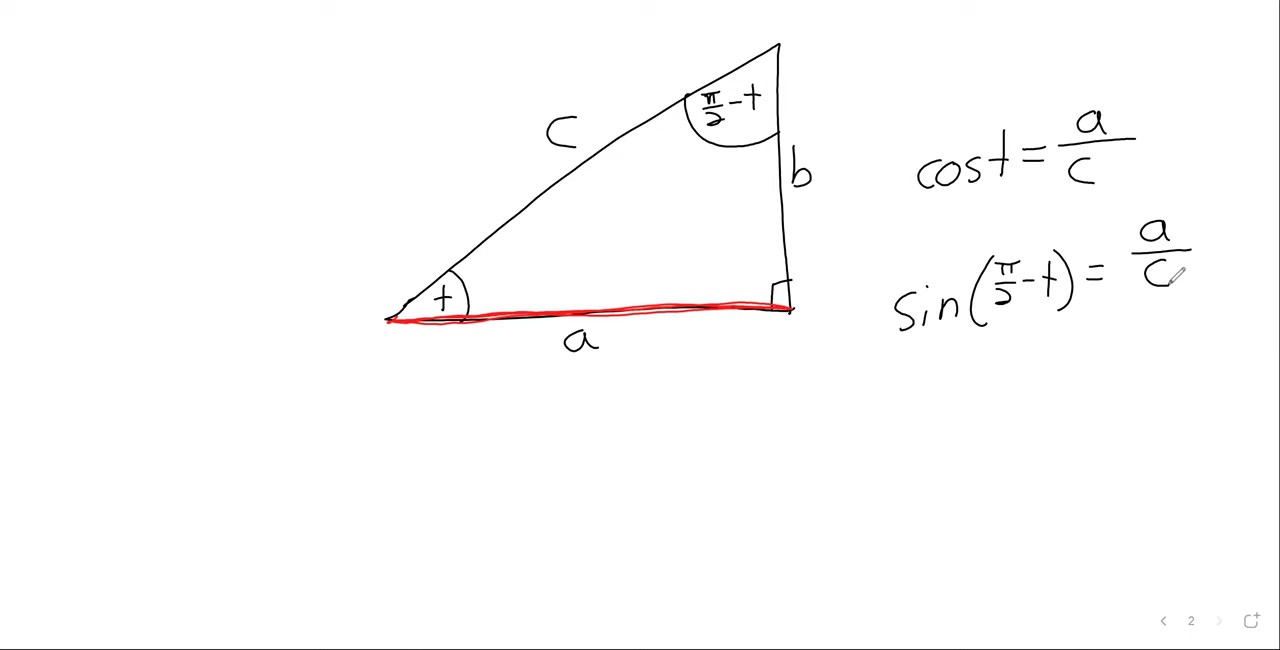 C
π/2 - t
b
t
a
cos t = a/c
sin(π/2 - t) = a/c
2